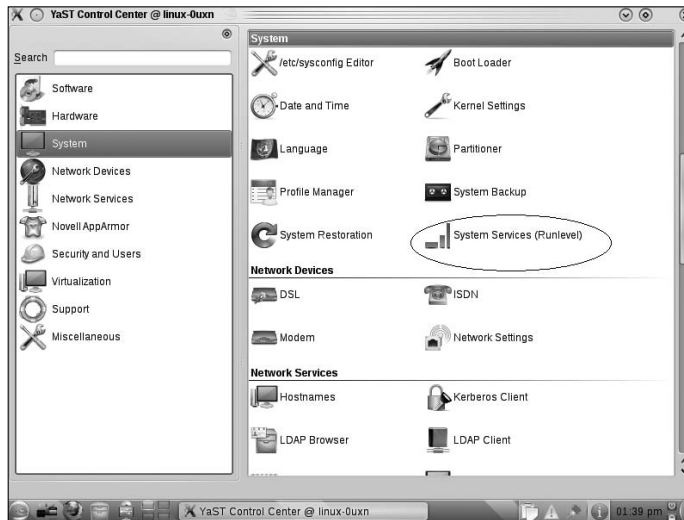 YaST Control Center @ linux-0uxn
Search
Software
Hardware
System
Network Devices
Network Services
Novell AppArmor
Security and Users
Virtualization
Support
Miscellaneous
System
/etc/sysconfig Editor
Boot Loader
Date and Time
Kernel Settings
Language
Partitioner
Profile Manager
System Backup
System Restoration
System Services (Runlevel)
Network Devices
DSL
ISDN
Modem
Network Settings
Network Services
Hostnames
Kerberos Client
LDAP Browser
LDAP Client
YaST Control Center @ linux-0uxn
01:39 pm